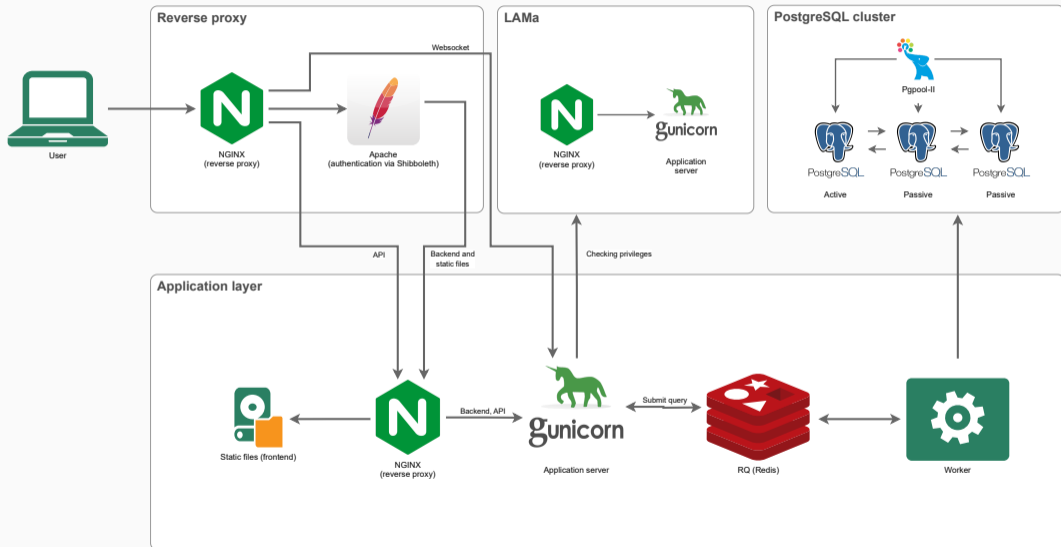 Reverse proxy
Websocket
NGINX
(reverse proxy)
Apache
(authentication via Shibboleth)
User
LAMa
NGINX
(reverse proxy)
gunicorn
Application
server
PostgreSQL cluster
Pgpool-II
PostgreSQL
PostgreSQL
PostgreSQL
Active
Passive
Passive
API
Backend and
static files
Checking privileges
Application layer
Static files (frontend)
NGINX
(reverse proxy)
Backend, API
gunicorn
Application server
Submit query
RQ (Redis)
Worker